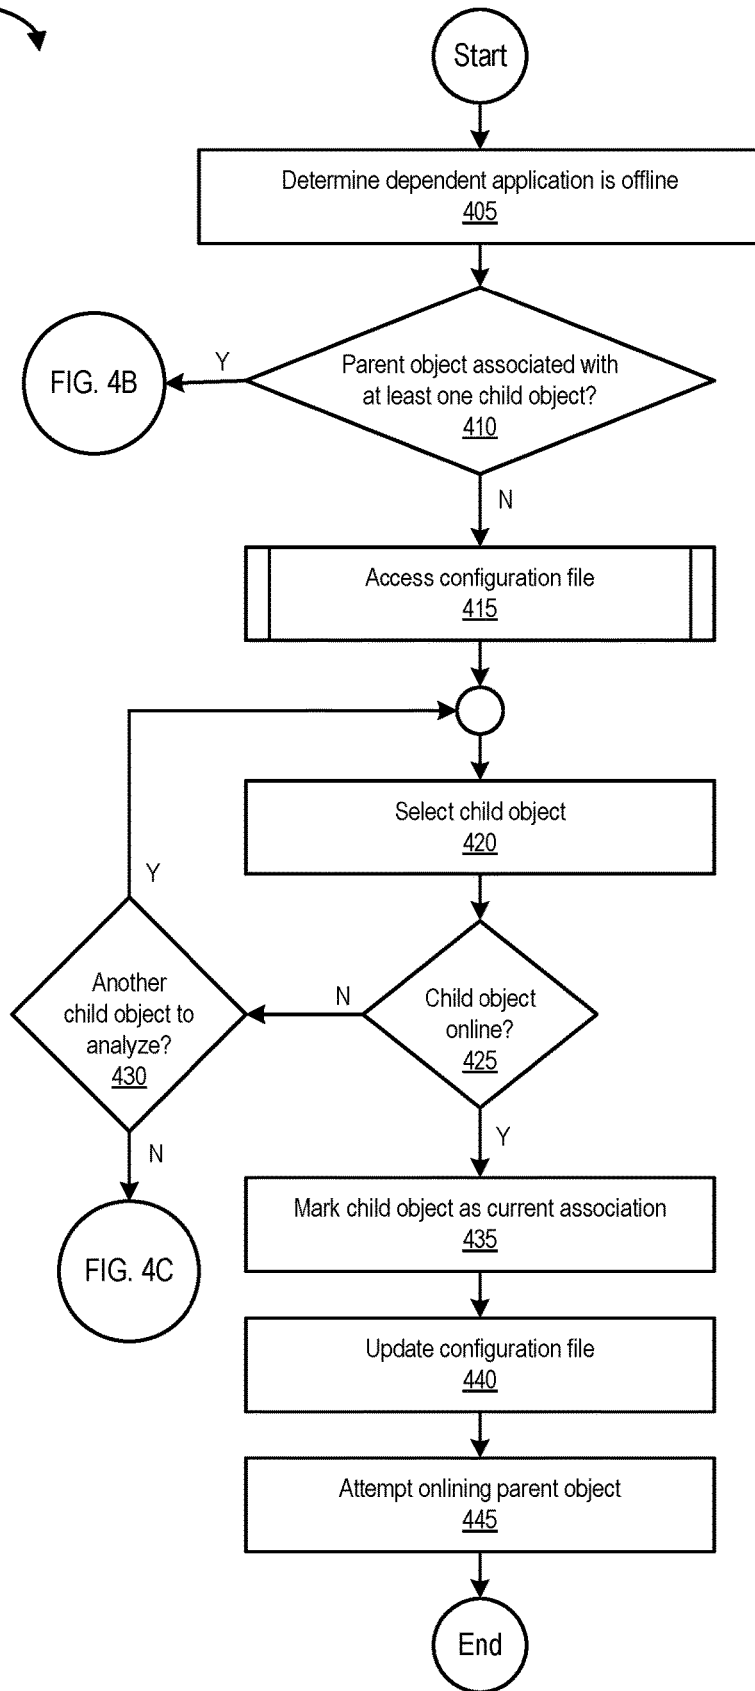 Start
Determine dependent application is offline
405
Parent object associated with
at least one child object?
410
Y
FIG. 4B
N
Access configuration file
415
Select child object
420
Y
Child object
online?
425
N
Another
child object to
analyze?
430
N
FIG. 4C
Y
Mark child object as current association
435
Update configuration file
440
Attempt onlining parent object
445
End